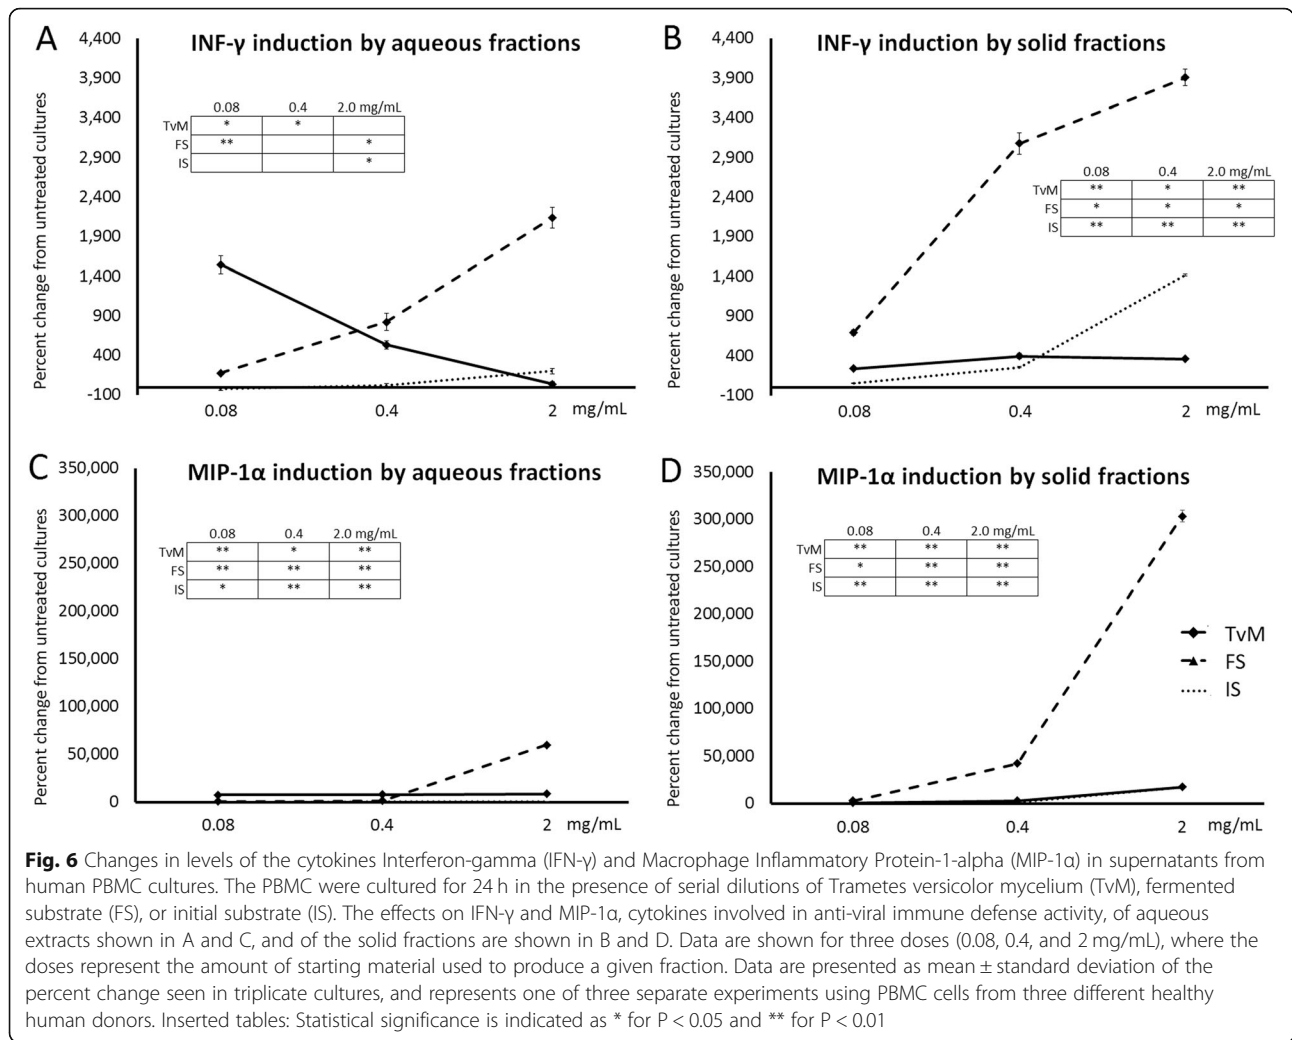 A
INF-γ induction by aqueous fractions
4,400
3,900
3,400
2,900
2,400
1,900
1,400
900
400
-100
Percent change from untreated cultures
0.08 0.4 2.0 mg/mL
TvM * *
FS ** *
IS *
0.08 0.4 2 mg/mL
B
INF-γ induction by solid fractions
4,400
3,900
3,400
2,900
2,400
1,900
1,400
900
400
-100
Percent change from untreated cultures
0.08 0.4 2.0 mg/mL
TvM ** * **
FS * * *
IS ** ** **
0.08 0.4 2 mg/mL
C
MIP-1α induction by aqueous fractions
350,000
300,000
250,000
200,000
150,000
100,000
50,000
0
Percent change from untreated cultures
0.08 0.4 2.0 mg/mL
TvM ** * **
FS ** ** **
IS * ** **
0.08 0.4 2 mg/mL
D
MIP-1α induction by solid fractions
350,000
300,000
250,000
200,000
150,000
100,000
50,000
0
Percent change from untreated cultures
0.08 0.4 2.0 mg/mL
TvM ** ** **
FS * ** **
IS ** ** **
TvM
FS
IS
0.08 0.4 2 mg/mL
Fig. 6 Changes in levels of the cytokines Interferon-gamma (IFN-γ) and Macrophage Inflammatory Protein-1-alpha (MIP-1α) in supernatants from
human PBMC cultures. The PBMC were cultured for 24 h in the presence of serial dilutions of Trametes versicolor mycelium (TvM), fermented
substrate (FS), or initial substrate (IS). The effects on IFN-γ and MIP-1α, cytokines involved in anti-viral immune defense activity, of aqueous
extracts shown in A and C, and of the solid fractions are shown in B and D. Data are shown for three doses (0.08, 0.4, and 2 mg/mL), where the
doses represent the amount of starting material used to produce a given fraction. Data are presented as mean ± standard deviation of the
percent change seen in triplicate cultures, and represents one of three separate experiments using PBMC cells from three different healthy
human donors. Inserted tables: Statistical significance is indicated as * for P < 0.05 and ** for P < 0.01